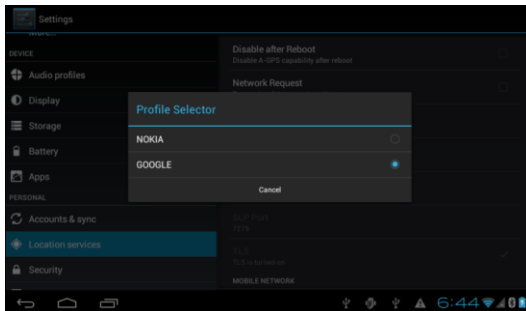 Settings
More...
DEVICE
Audio profiles
Display
Storage
Battery
Apps
PERSONAL
Accounts & sync
Location services
Security
Disable after Reboot
Disable A-GPS capability after reboot
Network Request
Profile Selector
NOKIA
GOOGLE
Cancel
SLP Port
7275
TLS
TLS is turned on
MOBILE NETWORK
6:44